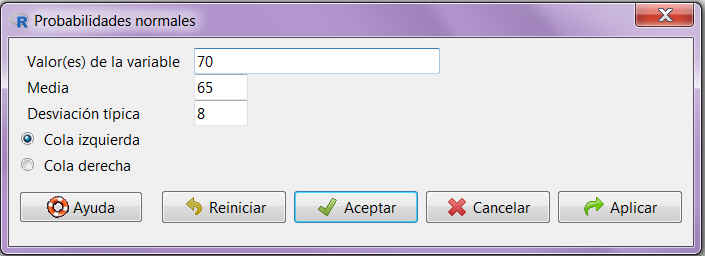 R Probabilidades normales
Valor(es) de la variable 70
Media 65
Desviación típica 8
Cola izquierda
Cola derecha
Ayuda Reiniciar Aceptar Cancelar Aplicar